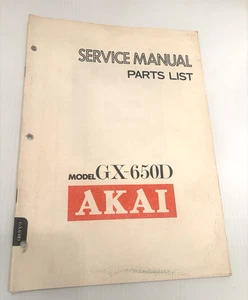 SERVICE MANUAL
PARTS LIST
MODEL GX-650D
AKAI